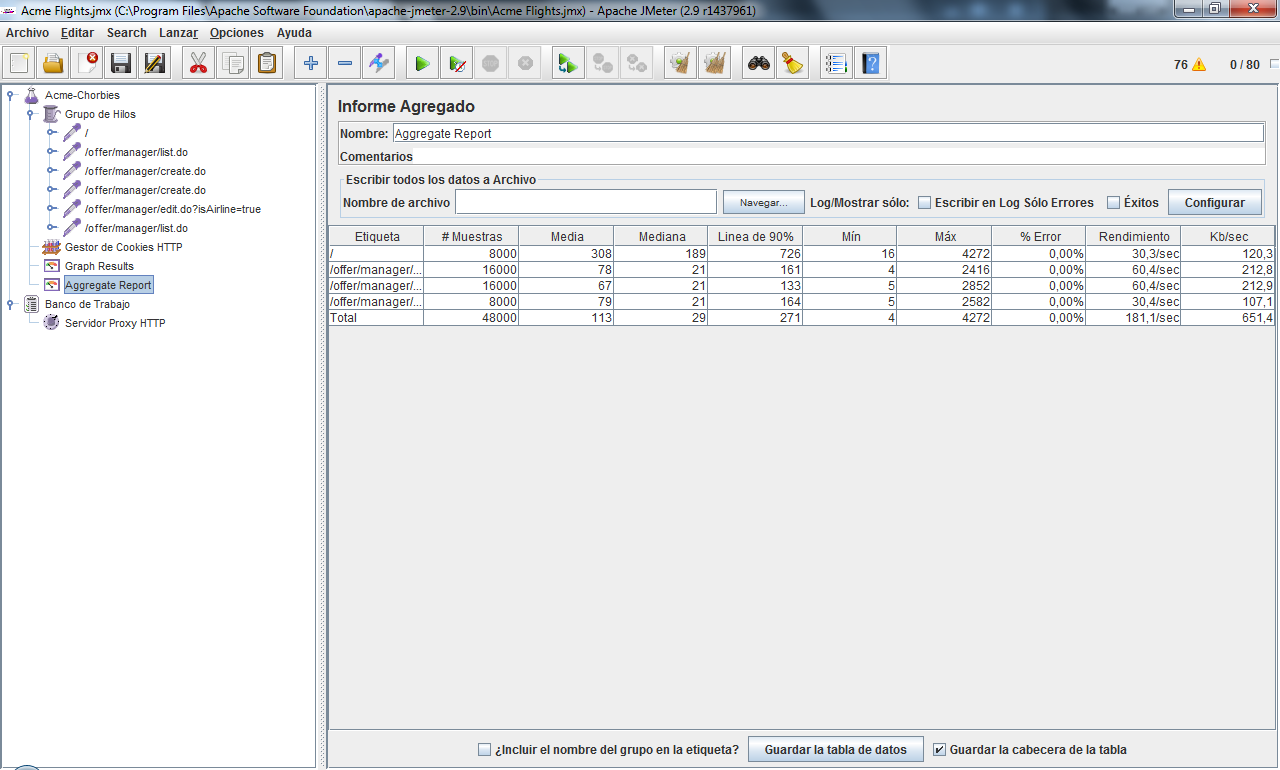 Acme Flights.jmx (C:\Program Files\Apache Software Foundation\apache-jmeter-2.9\bin\Acme Flights.jmx) - Apache JMeter (2.9 r1437961)
Archivo Editar Search Lanzar Opciones Ayuda
76 0 / 80
Acme-Chorbies
Grupo de Hilos
/
/offer/manager/list.do
/offer/manager/create.do
/offer/manager/create.do
/offer/manager/edit.do?isAirline=true
/offer/manager/list.do
Gestor de Cookies HTTP
Graph Results
Aggregate Report
Banco de Trabajo
Servidor Proxy HTTP
Informe Agregado
Nombre: Aggregate Report
Comentarios
Escribir todos los datos a Archivo
Nombre de archivo Navegar... Log/Mostrar sólo: Escribir en Log Sólo Errores Éxitos Configurar
Etiqueta # Muestras Media Mediana Linea de 90% Mín Máx % Error Rendimiento Kb/sec
/ 8000 308 189 726 16 4272 0,00% 30,3/sec 120,3
/offer/manager/... 16000 78 21 161 4 2416 0,00% 60,4/sec 212,8
/offer/manager/... 16000 67 21 133 5 2852 0,00% 60,4/sec 212,9
/offer/manager/... 8000 79 21 164 5 2582 0,00% 30,4/sec 107,1
Total 48000 113 29 271 4 4272 0,00% 181,1/sec 651,4
¿Incluir el nombre del grupo en la etiqueta? Guardar la tabla de datos Guardar la cabecera de la tabla